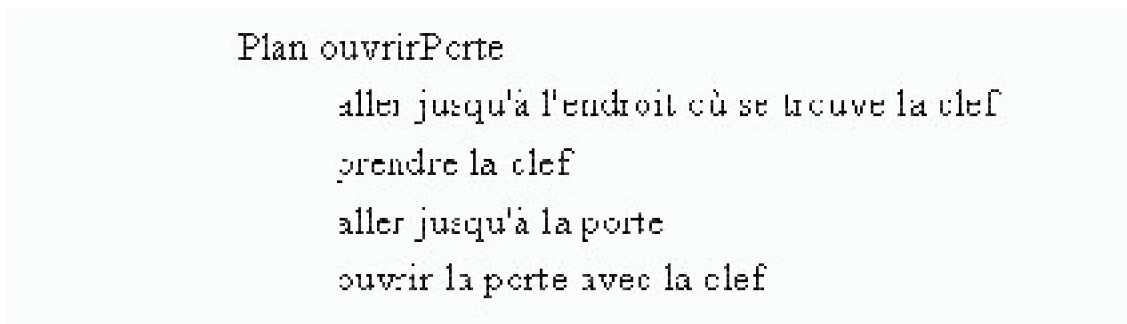 Plan ouvrirPorte
aller jusqu'à l'endroit où se trouve la clef
prendre la clef
aller jusqu'à la porte
ouvrir la porte avec la clef